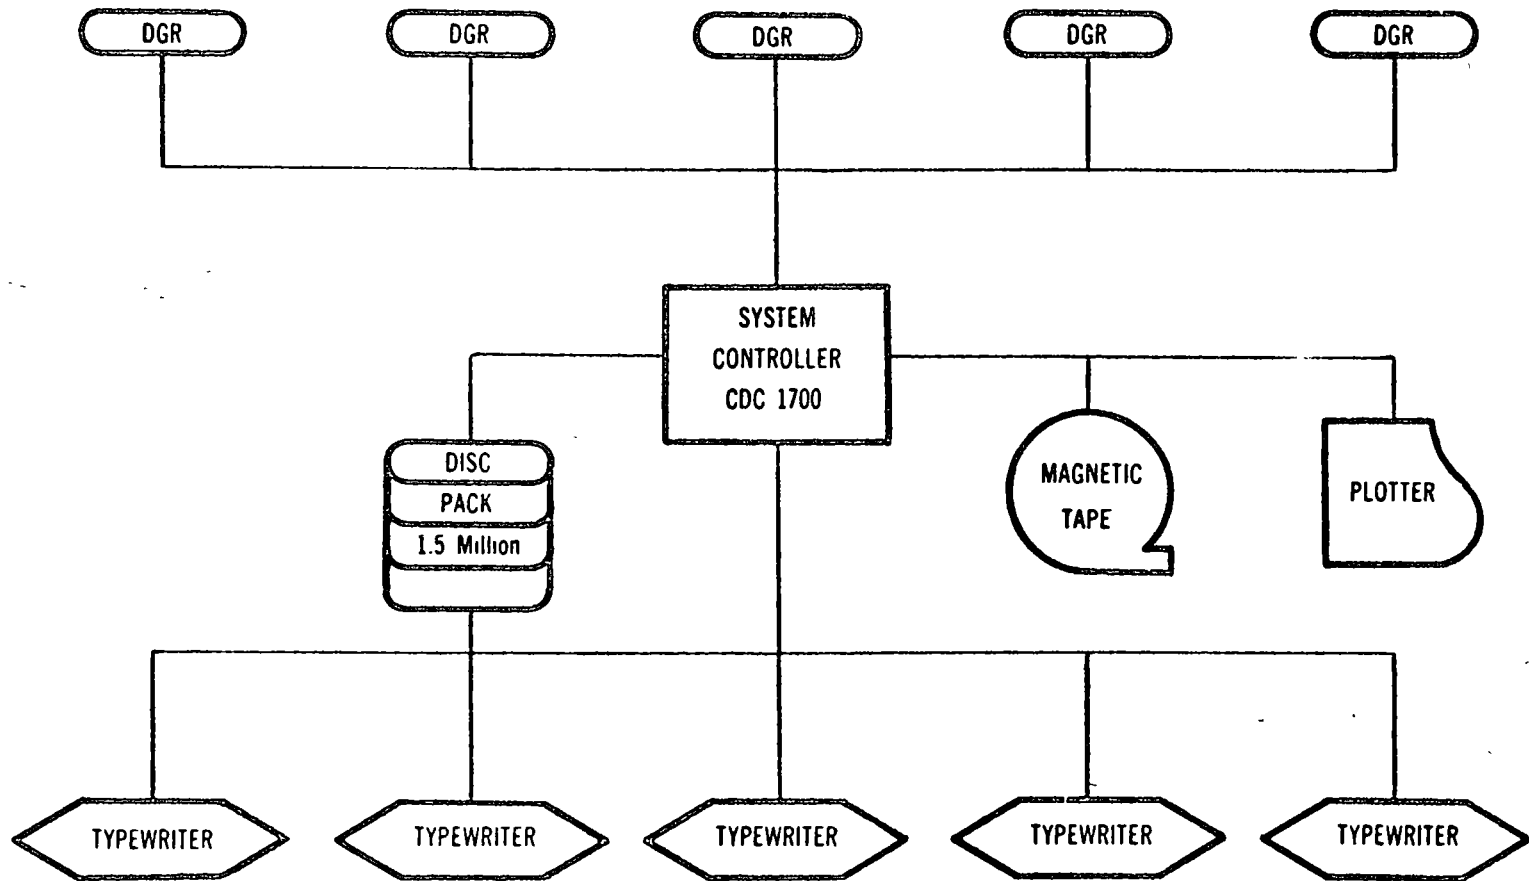 DGR
DGR
DGR
DGR
DGR
SYSTEM
CONTROLLER
CDC 1700
DISC
PACK
1.5 Million
MAGNETIC
TAPE
PLOTTER
TYPEWRITER
TYPEWRITER
TYPEWRITER
TYPEWRITER
TYPEWRITER